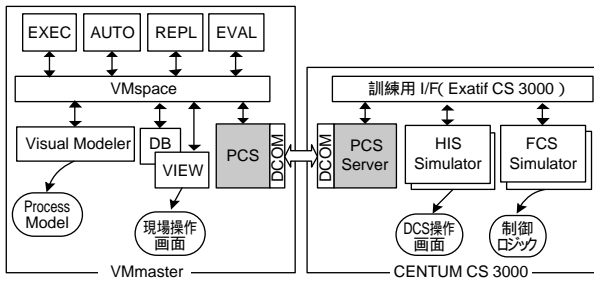 EXEC AUTO REPL EVAL
VMspace
訓練用 I/F( Exatif CS 3000 )
Visual Modeler
DB
VIEW
PCS
DCOM
DCOM
PCS
Server
HIS
Simulator
FCS
Simulator
Process
Model
現場操作
画面
DCS操作
画面
制御
ロジック
VMmaster
CENTUM CS 3000